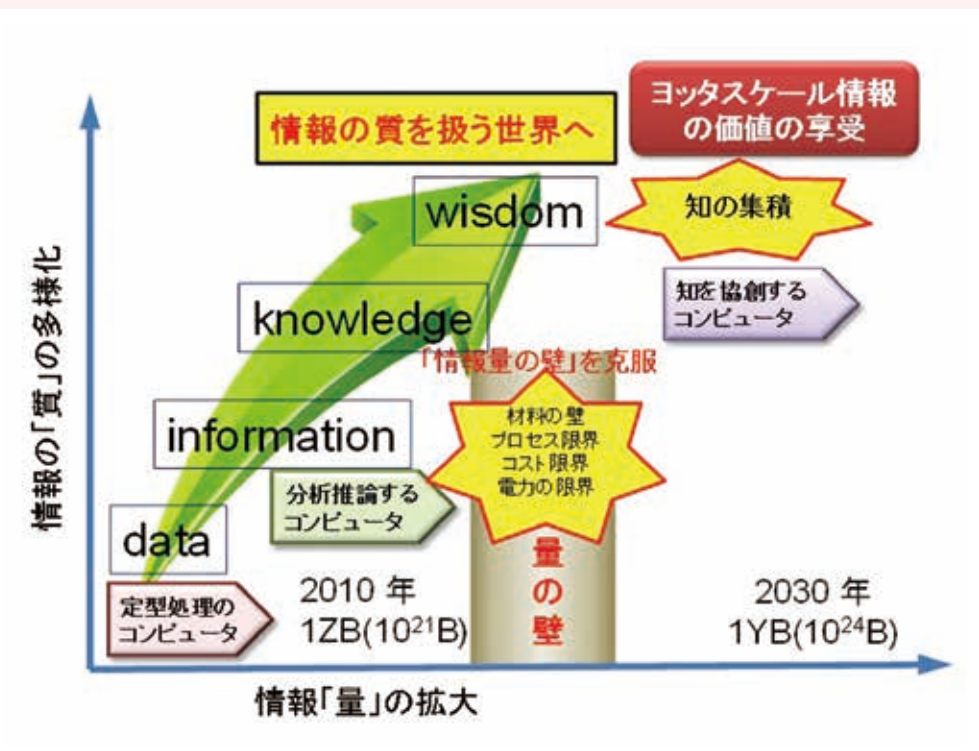 ヨッタスケール情報
の価値の享受
情報の質を扱う世界へ
wisdom
知の集積
知を協創する
コンピュータ
knowledge
「情報量の壁」を克服
材料の壁
プロセス限界
コスト限界
電力の限界
information
分析推論する
コンピュータ
data
定型処理の
コンピュータ
量の壁
2010 年
1ZB(10²¹B)
2030 年
1YB(10²⁴B)
情報の「質」の多様化
情報「量」の拡大